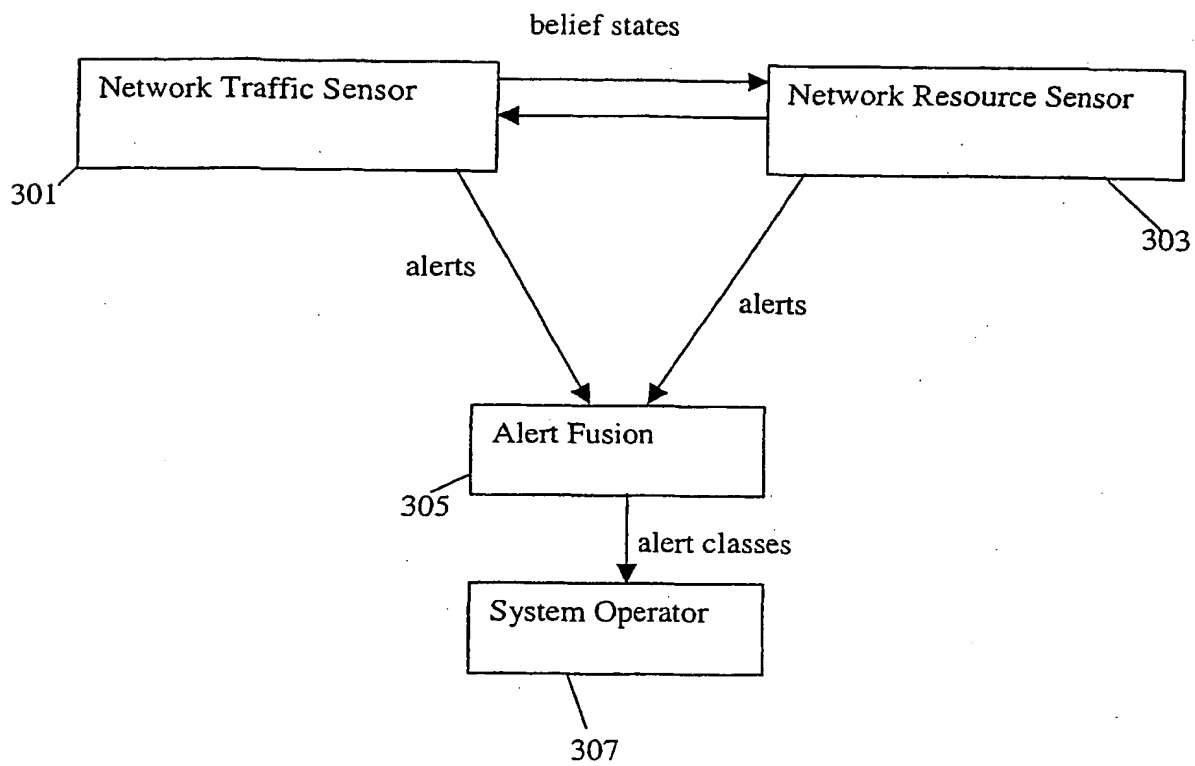 belief states
Network Traffic Sensor
Network Resource Sensor
301
303
alerts
alerts
Alert Fusion
305
alert classes
System Operator
307